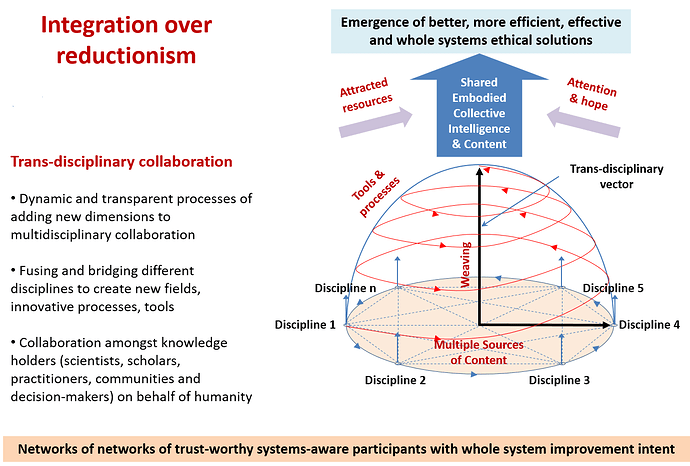 Integration over
reductionism
Emergence of better, more efficient, effective
and whole systems ethical solutions
Attracted
resources
Shared
Embodied
Collective
Intelligence
& Content
Attention
& hope
Trans-disciplinary collaboration
• Dynamic and transparent processes of
adding new dimensions to
multidisciplinary collaboration
• Fusing and bridging different
disciplines to create new fields,
innovative processes, tools
• Collaboration amongst knowledge
holders (scientists, scholars,
practitioners, communities and
decision-makers) on behalf of humanity
Tools &
processes
Trans-disciplinary
vector
Weaving
Discipline n
Discipline 5
Discipline 1
Discipline 4
Multiple Sources
of Content
Discipline 2
Discipline 3
Networks of networks of trust-worthy systems-aware participants with whole system improvement intent